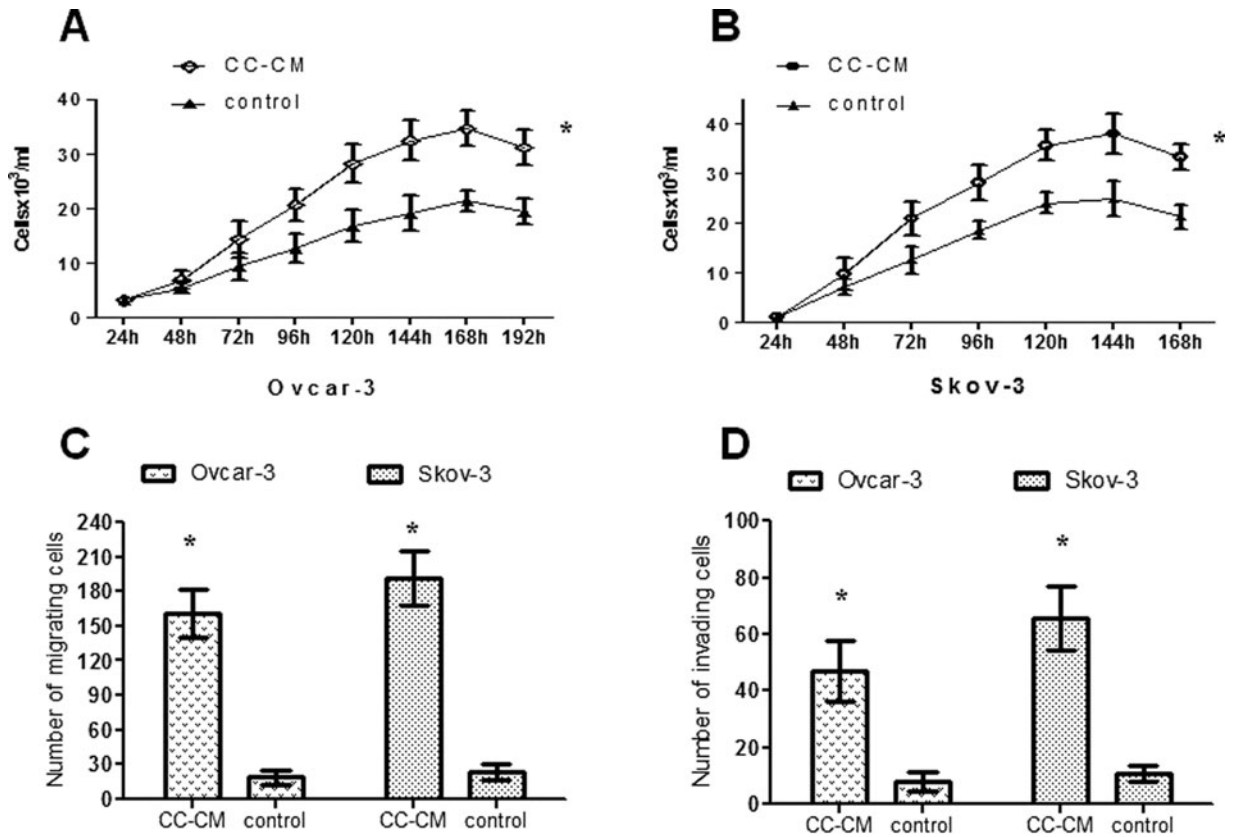 A
CC-CM
control
Cellsx10³/ml
40
30
20
10
0
24h 48h 72h 96h 120h 144h 168h 192h
*
Ovcar-3
B
CC-CM
control
Cellsx10³/ml
40
30
20
10
0
24h 48h 72h 96h 120h 144h 168h
*
Skov-3
C
Ovcar-3 Skov-3
Number of migrating cells
240
210
180
150
120
90
60
30
0
* *
CC-CM control CC-CM control
D
Ovcar-3 Skov-3
Number of invading cells
100
80
60
40
20
0
* *
CC-CM control CC-CM control